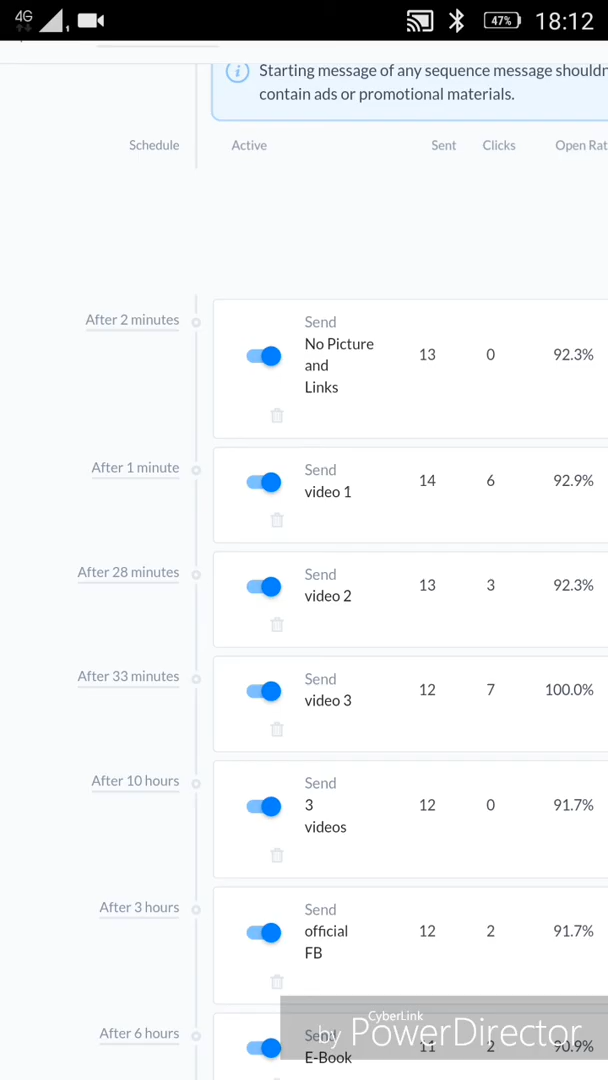 4G
47%
18:12
Starting message of any sequence message shouldn
contain ads or promotional materials.
Schedule
Active
Sent
Clicks
Open Rat
After 2 minutes
Send
No Picture
and
Links
13
0
92.3%
After 1 minute
Send
video 1
14
6
92.9%
After 28 minutes
Send
video 2
13
3
92.3%
After 33 minutes
Send
video 3
12
7
100.0%
After 10 hours
Send
3
videos
12
0
91.7%
After 3 hours
Send
official
FB
12
2
91.7%
After 6 hours
Send
E-Book
11
2
90.9%
CyberLink
by PowerDirector